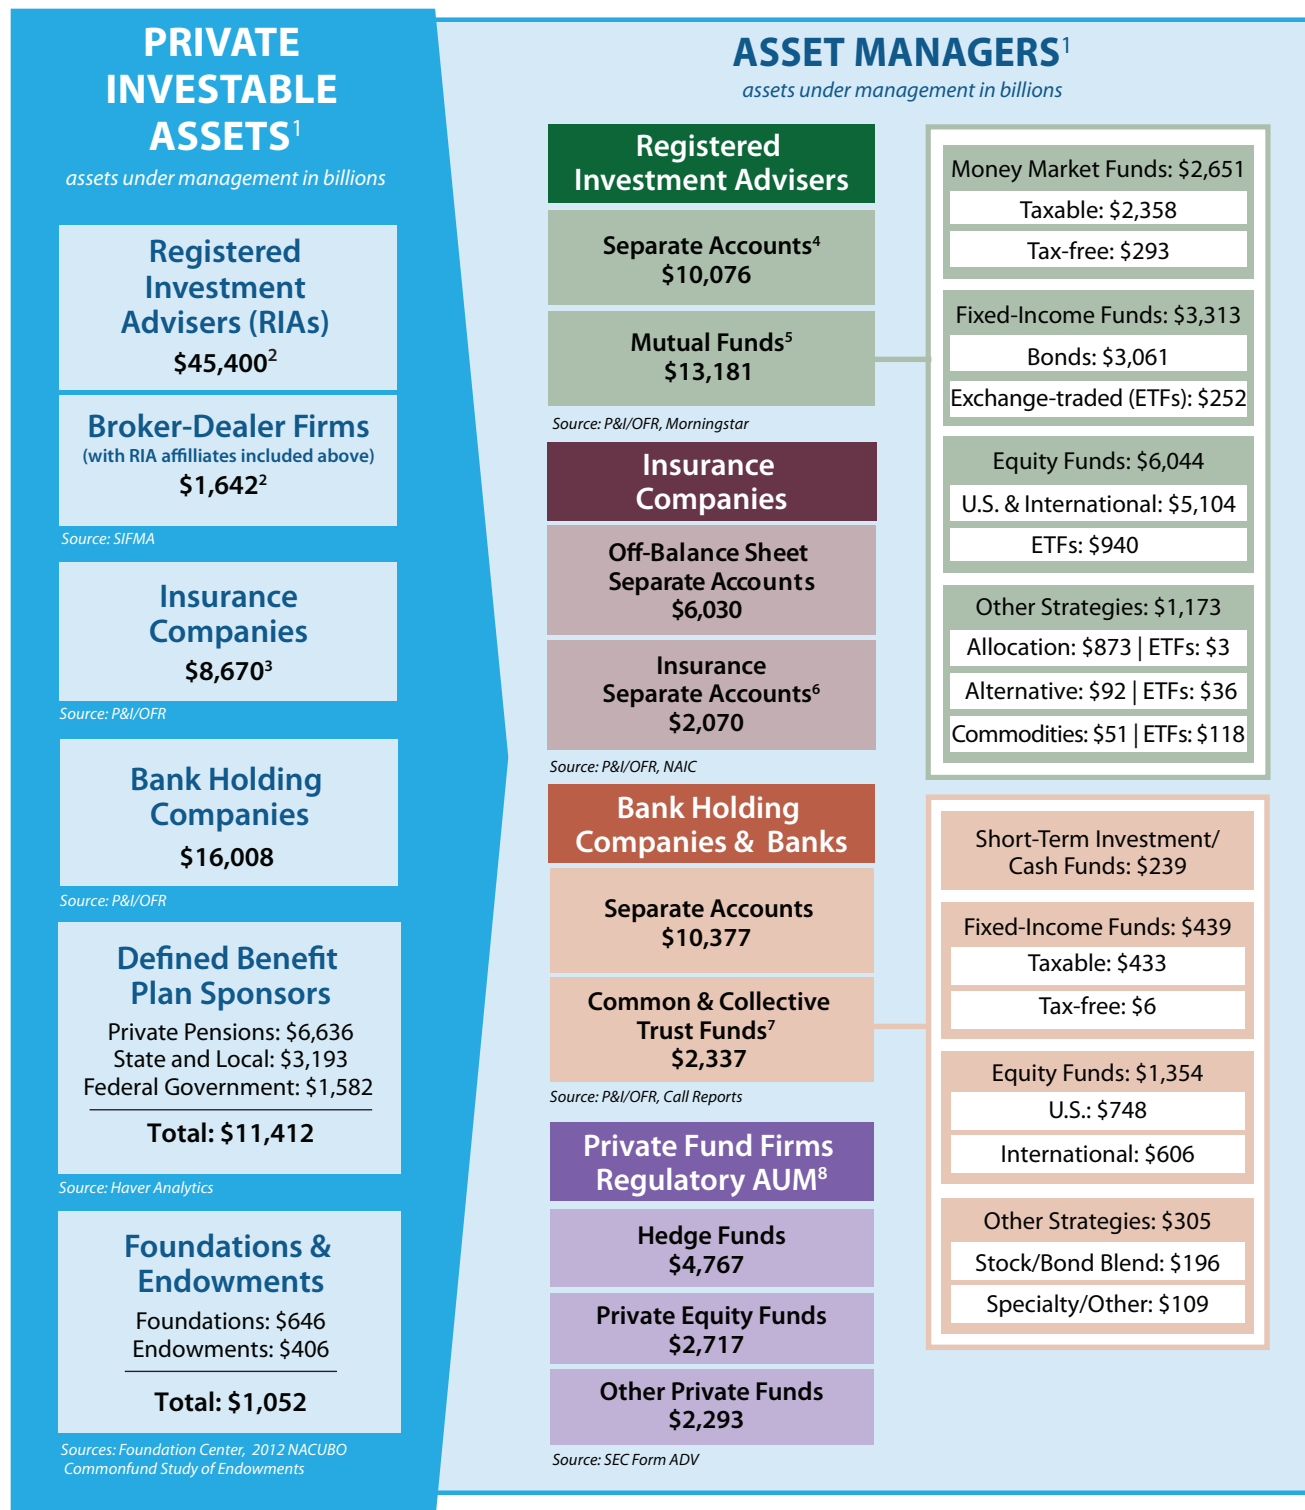 PRIVATE
INVESTABLE
ASSETS¹
assets under management in billions
Registered
Investment
Advisers (RIAs)
$45,400²
Broker-Dealer Firms
(with RIA affilliates included above)
$1,642²
Source: SIFMA
Insurance
Companies
$8,670³
Source: P&I/OFR
Bank Holding
Companies
$16,008
Source: P&I/OFR
Defined Benefit
Plan Sponsors
Private Pensions: $6,636
State and Local: $3,193
Federal Government: $1,582
Total: $11,412
Source: Haver Analytics
Foundations &
Endowments
Foundations: $646
Endowments: $406
Total: $1,052
Sources: Foundation Center, 2012 NACUBO
Commonfund Study of Endowments
ASSET MANAGERS¹
assets under management in billions
Registered
Investment Advisers
Separate Accounts⁴
$10,076
Mutual Funds⁵
$13,181
Source: P&I/OFR, Morningstar
Insurance
Companies
Off-Balance Sheet
Separate Accounts
$6,030
Insurance
Separate Accounts⁶
$2,070
Source: P&I/OFR, NAIC
Bank Holding
Companies & Banks
Separate Accounts
$10,377
Common & Collective
Trust Funds⁷
$2,337
Source: P&I/OFR, Call Reports
Private Fund Firms
Regulatory AUM⁸
Hedge Funds
$4,767
Private Equity Funds
$2,717
Other Private Funds
$2,293
Source: SEC Form ADV
Money Market Funds: $2,651
Taxable: $2,358
Tax-free: $293
Fixed-Income Funds: $3,313
Bonds: $3,061
Exchange-traded (ETFs): $252
Equity Funds: $6,044
U.S. & International: $5,104
ETFs: $940
Other Strategies: $1,173
Allocation: $873 | ETFs: $3
Alternative: $92 | ETFs: $36
Commodities: $51 | ETFs: $118
Short-Term Investment/
Cash Funds: $239
Fixed-Income Funds: $439
Taxable: $433
Tax-free: $6
Equity Funds: $1,354
U.S.: $748
International: $606
Other Strategies: $305
Stock/Bond Blend: $196
Specialty/Other: $109